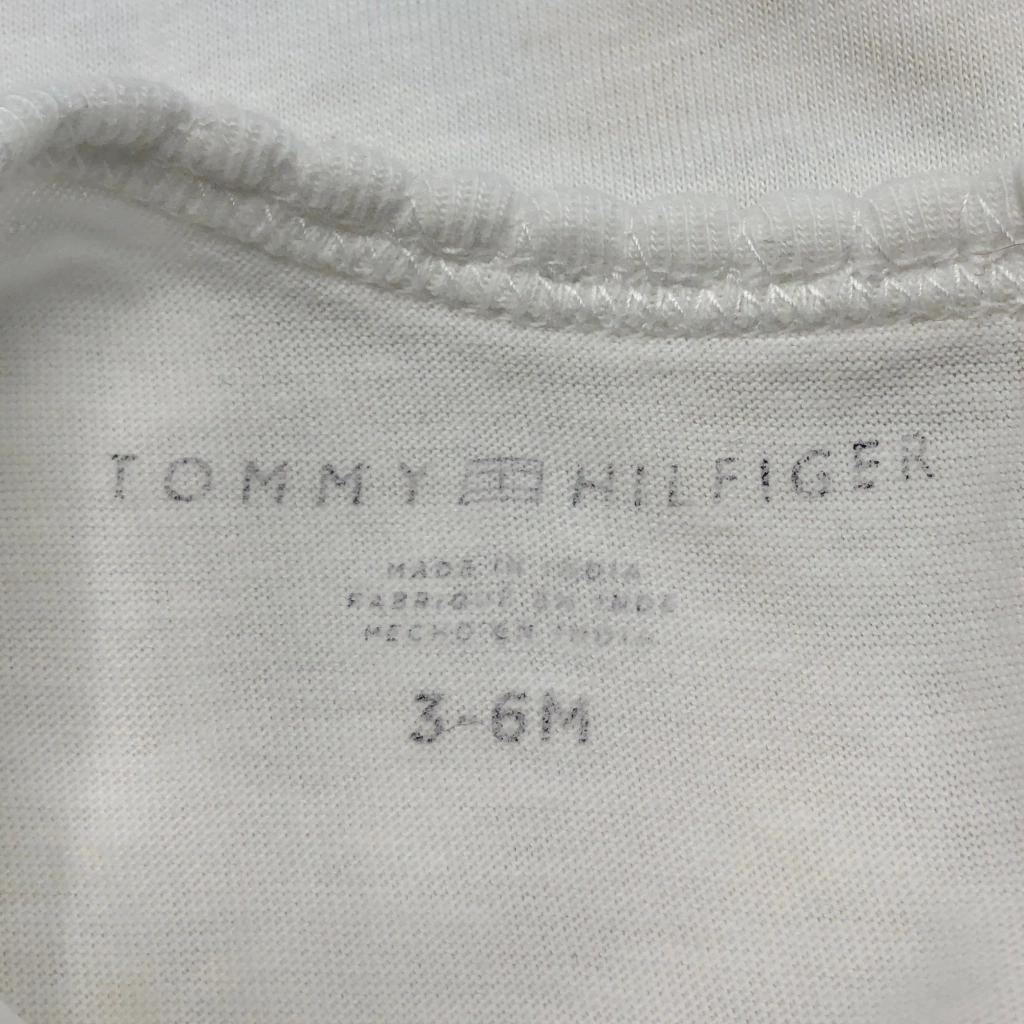 TOMMY HILFIGER
MADE IN INDIA
FABRIQUÉ EN INDE
HECHO EN INDIA
3-6M